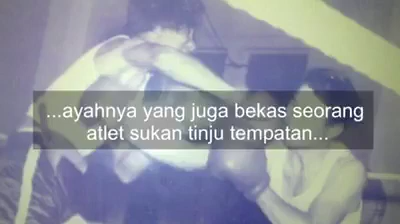 ...ayahnya yang juga bekas seorang
atlet sukan tinju tempatan...